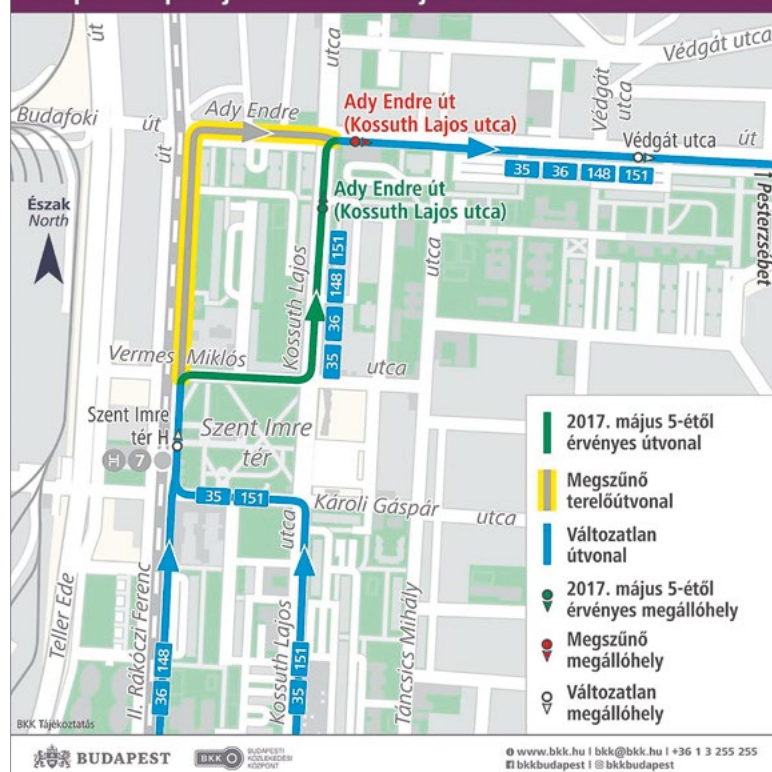 út
utca
Védgát utca
Budafoki
út
Ady Endre
út
Ady Endre út
(Kossuth Lajos utca)
Védgát
utca
Védgát utca
út
35 36 148 151
Észak
North
Ady Endre út
(Kossuth Lajos utca)
Pesterzsébet
utca
Kossuth Lajos
35 36 148 151
Vermes Miklós
utca
Szent Imre
tér H
H 7
Szent Imre
tér
35 151
Károli Gáspár
utca
utca
Teller Ede
II. Rákóczi Ferenc
36 148
Kossuth Lajos
35 151
Táncsics Mihály
2017. május 5-étől
érvényes útvonal
Megszűnő
terelőútvonal
Változatlan
útvonal
2017. május 5-étől
érvényes megállóhely
Megszűnő
megállóhely
Változatlan
megállóhely
BKK Tájékoztatás
BUDAPEST
BKK
BUDAPESTI
KÖZLEKEDÉSI
KÖZPONT
www.bkk.hu | bkk@bkk.hu | +36 1 3 255 255
bkkbudapest | bkkbudapest